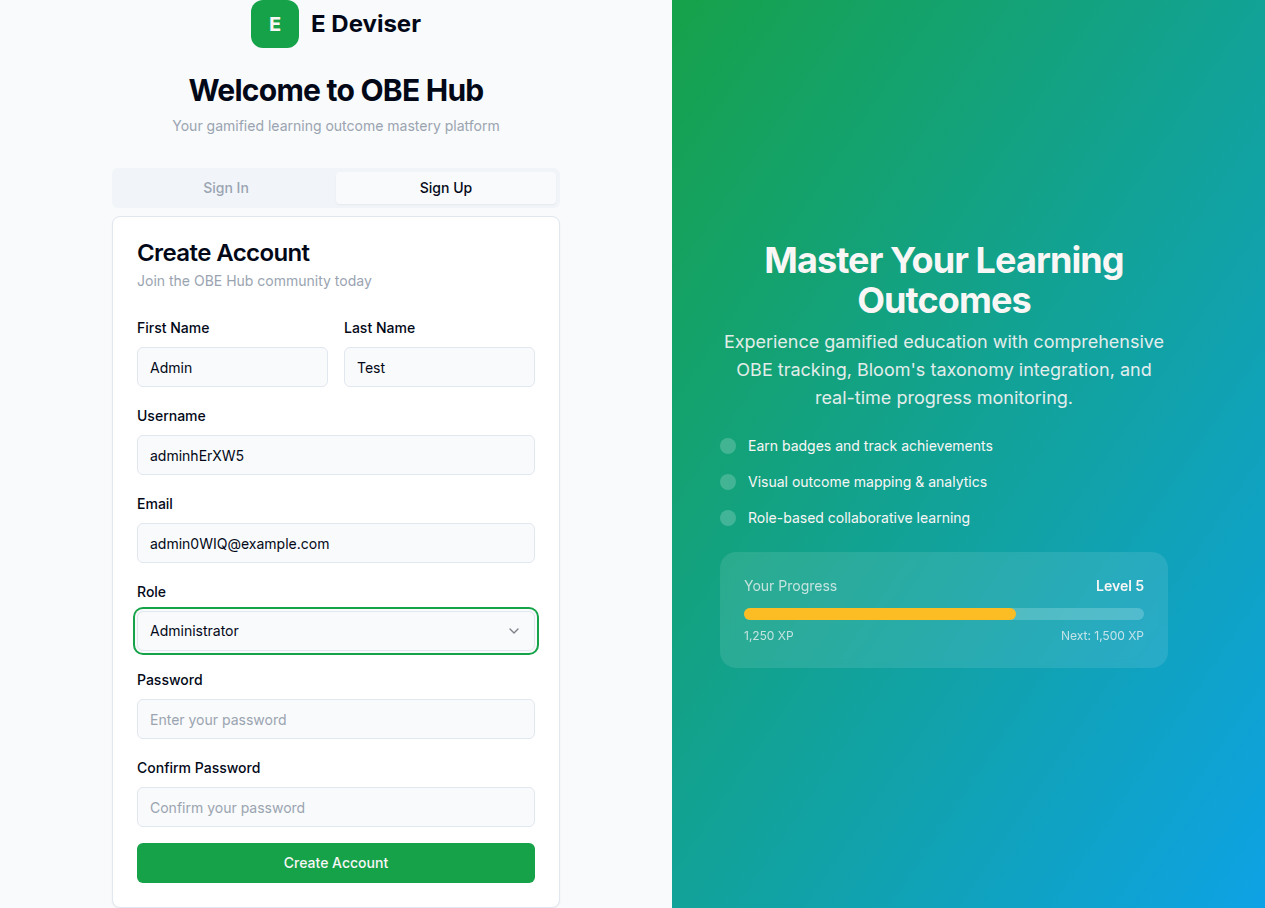 E
E Deviser
Welcome to OBE Hub
Your gamified learning outcome mastery platform
Sign In
Sign Up
Create Account
Join the OBE Hub community today
First Name
Last Name
Admin
Test
Username
adminhErXW5
Email
admin0WlQ@example.com
Role
Administrator
Password
Enter your password
Confirm Password
Confirm your password
Create Account
Master Your Learning
Outcomes
Experience gamified education with comprehensive
OBE tracking, Bloom's taxonomy integration, and
real-time progress monitoring.
Earn badges and track achievements
Visual outcome mapping & analytics
Role-based collaborative learning
Your Progress
Level 5
1,250 XP
Next: 1,500 XP